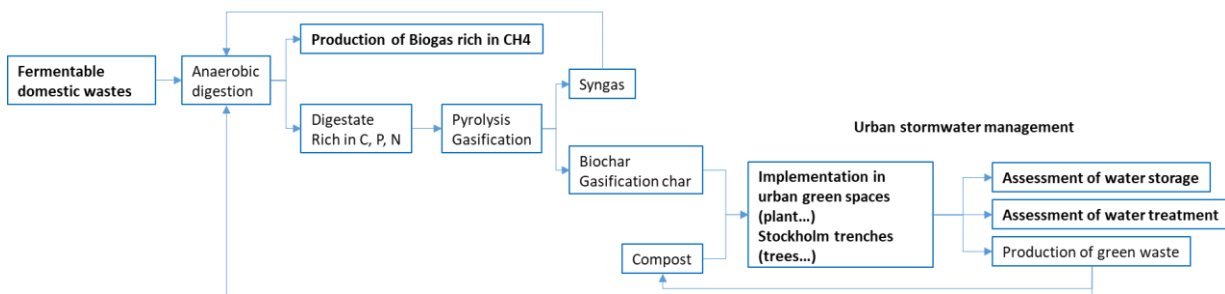 Fermentable
domestic wastes
Anaerobic
digestion
Production of Biogas rich in CH4
Digestate
Rich in C, P, N
Pyrolysis
Gasification
Syngas
Biochar
Gasification char
Compost
Urban stormwater management
Implementation in
urban green spaces
(plant...)
Stockholm trenches
(trees...)
Assessment of water storage
Assessment of water treatment
Production of green waste